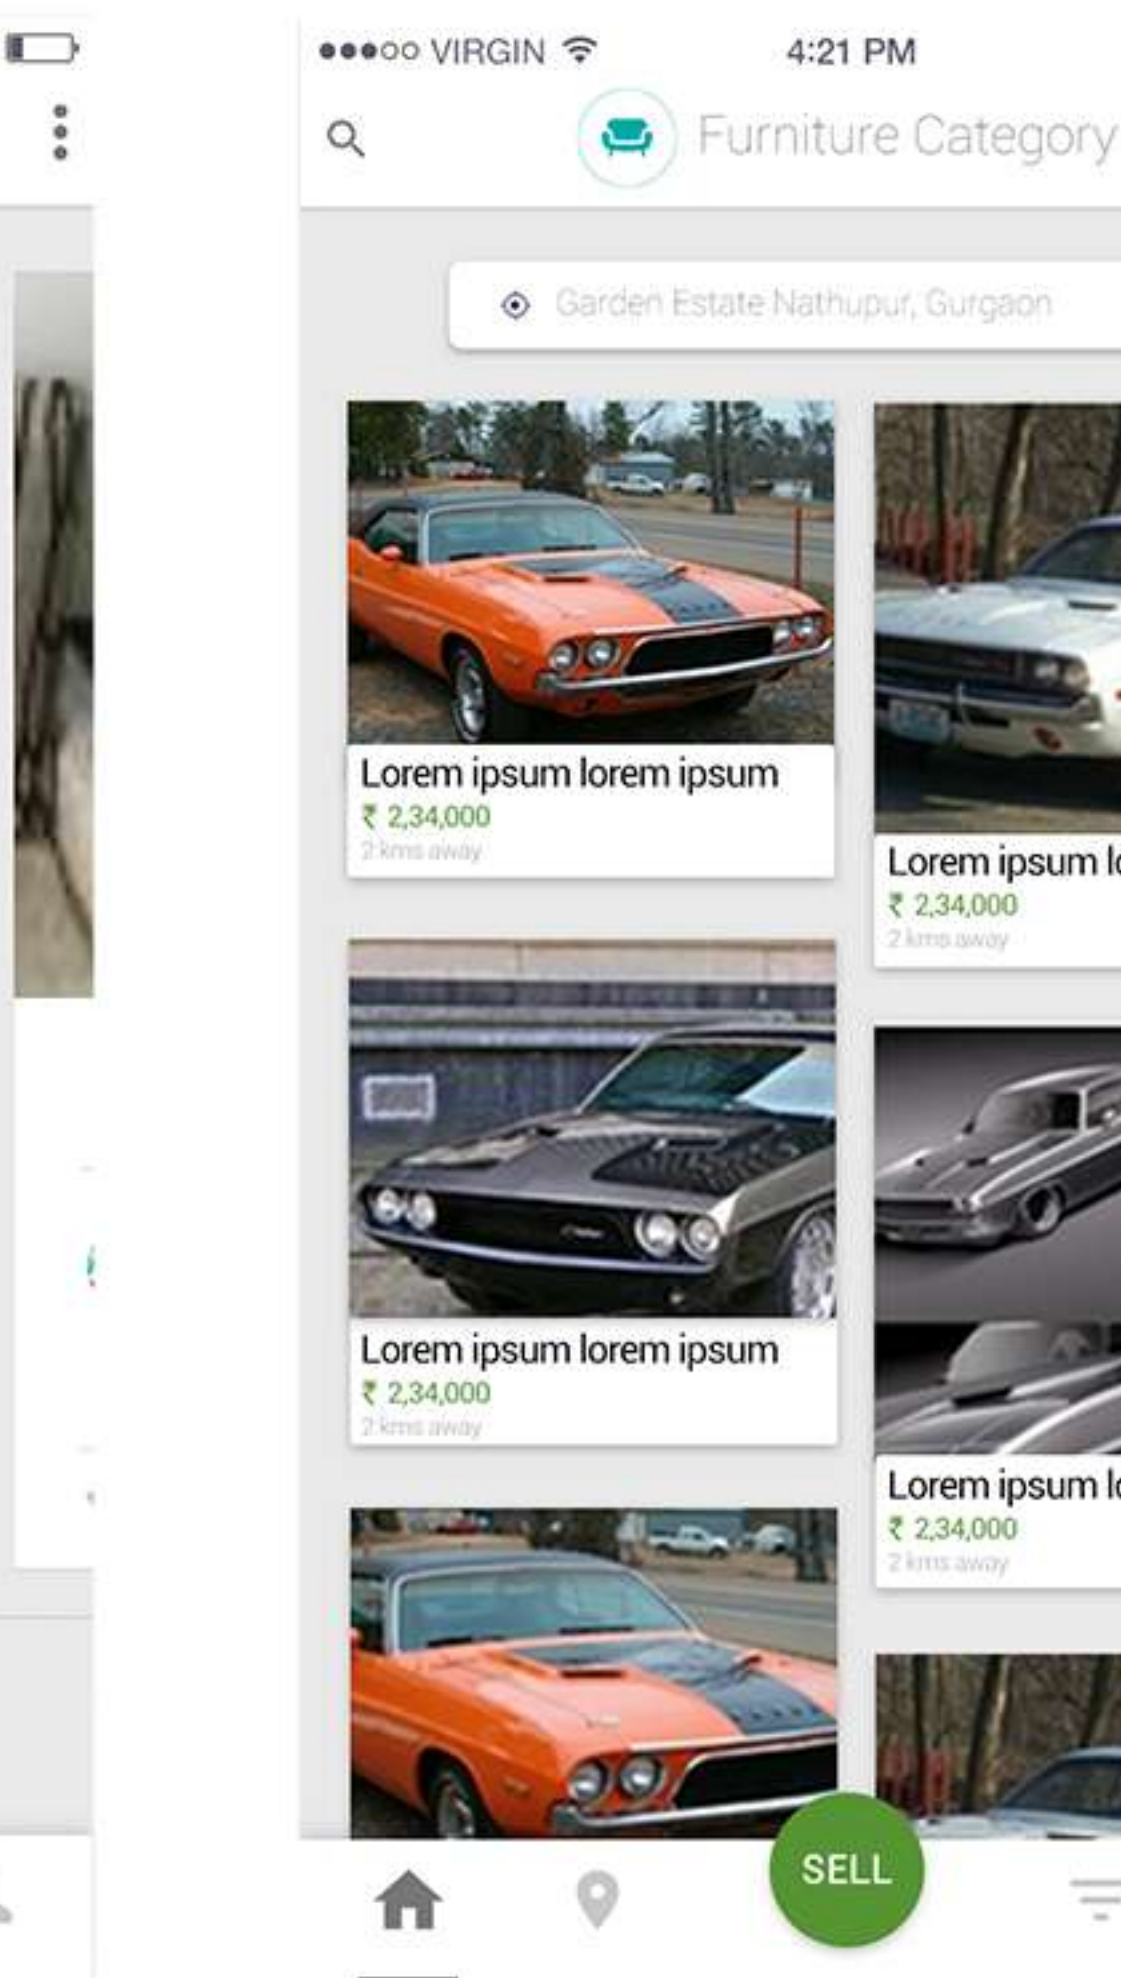 VIRGIN 4:21 PM
Furniture Category
Garden Estate Nathupur, Gurgaon
Lorem ipsum lorem ipsum
₹ 2,34,000
2 kms away
Lorem ipsum lo
₹ 2,34,000
2 kms away
Lorem ipsum lorem ipsum
₹ 2,34,000
2 kms away
Lorem ipsum lo
₹ 2,34,000
2 kms away
SELL